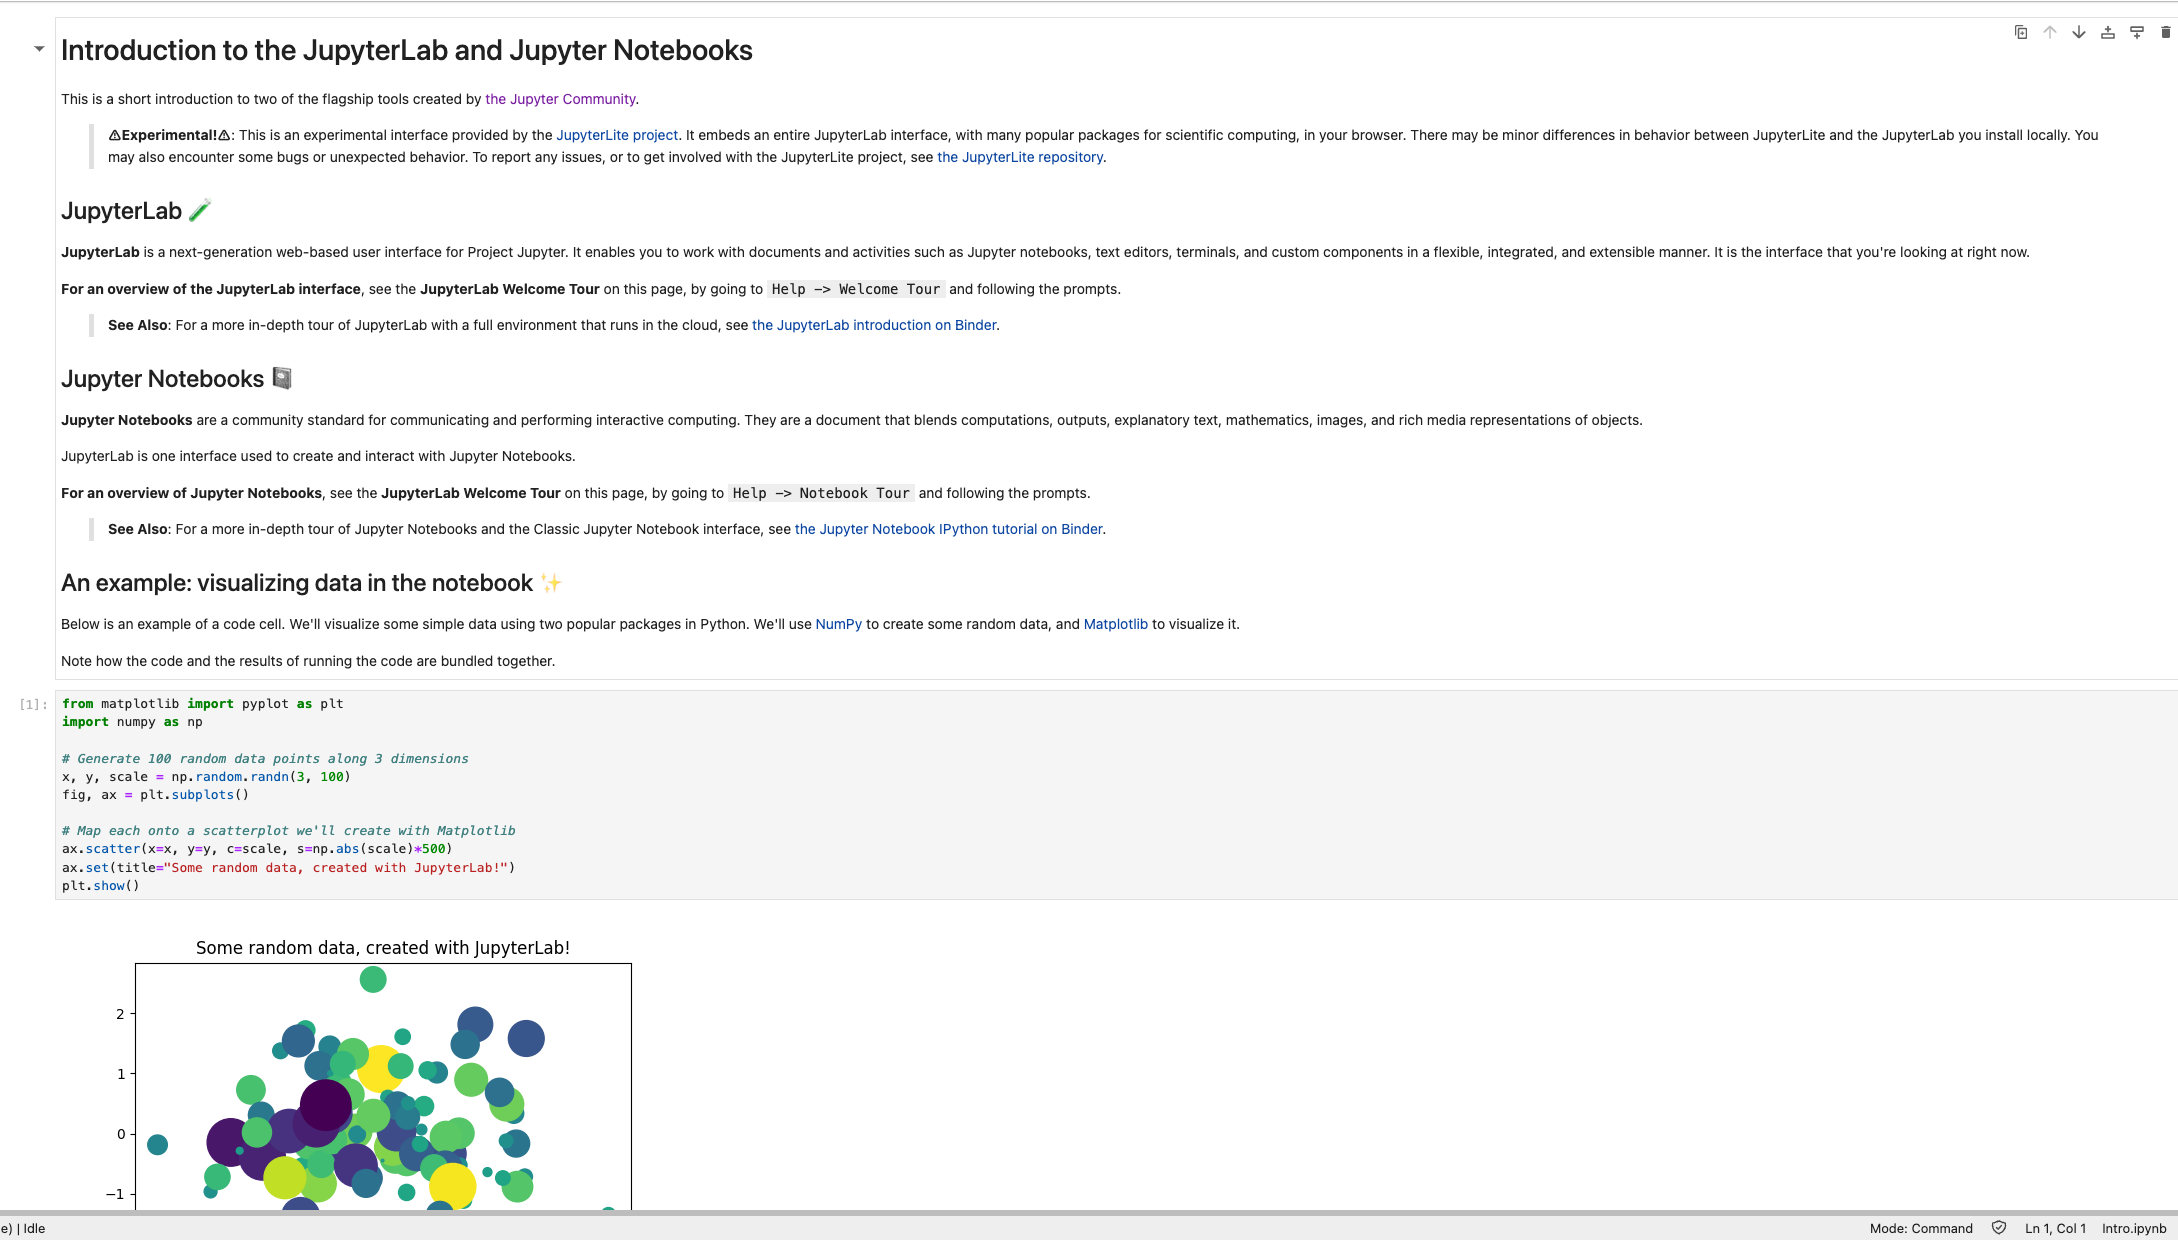 Introduction to the JupyterLab and Jupyter Notebooks
This is a short introduction to two of the flagship tools created by the Jupyter Community.
⚠Experimental!⚠: This is an experimental interface provided by the JupyterLite project. It embeds an entire JupyterLab interface, with many popular packages for scientific computing, in your browser. There may be minor differences in behavior between JupyterLite and the JupyterLab you install locally. You
may also encounter some bugs or unexpected behavior. To report any issues, or to get involved with the JupyterLite project, see the JupyterLite repository.
JupyterLab 🧪
JupyterLab is a next-generation web-based user interface for Project Jupyter. It enables you to work with documents and activities such as Jupyter notebooks, text editors, terminals, and custom components in a flexible, integrated, and extensible manner. It is the interface that you're looking at right now.
For an overview of the JupyterLab interface, see the JupyterLab Welcome Tour on this page, by going to Help -> Welcome Tour and following the prompts.
See Also: For a more in-depth tour of JupyterLab with a full environment that runs in the cloud, see the JupyterLab introduction on Binder.
Jupyter Notebooks 📓
Jupyter Notebooks are a community standard for communicating and performing interactive computing. They are a document that blends computations, outputs, explanatory text, mathematics, images, and rich media representations of objects.
JupyterLab is one interface used to create and interact with Jupyter Notebooks.
For an overview of Jupyter Notebooks, see the JupyterLab Welcome Tour on this page, by going to Help -> Notebook Tour and following the prompts.
See Also: For a more in-depth tour of Jupyter Notebooks and the Classic Jupyter Notebook interface, see the Jupyter Notebook IPython tutorial on Binder.
An example: visualizing data in the notebook ✨
Below is an example of a code cell. We'll visualize some simple data using two popular packages in Python. We'll use NumPy to create some random data, and Matplotlib to visualize it.
Note how the code and the results of running the code are bundled together.
[1]: from matplotlib import pyplot as plt
import numpy as np
# Generate 100 random data points along 3 dimensions
x, y, scale = np.random.randn(3, 100)
fig, ax = plt.subplots()
# Map each onto a scatterplot we'll create with Matplotlib
ax.scatter(x=x, y=y, c=scale, s=np.abs(scale)*500)
ax.set(title="Some random data, created with JupyterLab!")
plt.show()
Some random data, created with JupyterLab!
2
1
0
−1
e) | Idle
Mode: Command Ln 1, Col 1 Intro.ipynb